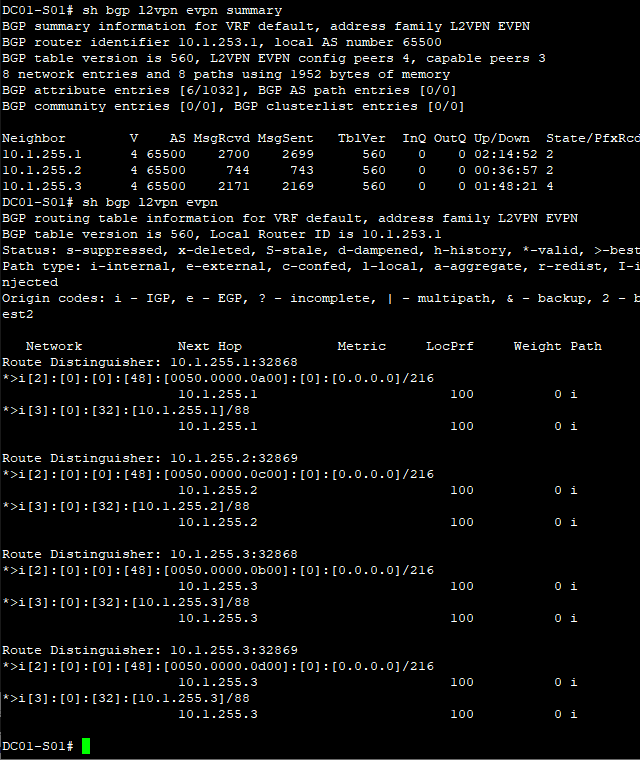 DC01-S01# sh bgp l2vpn evpn summary
BGP summary information for VRF default, address family L2VPN EVPN
BGP router identifier 10.1.253.1, local AS number 65500
BGP table version is 560, L2VPN EVPN config peers 4, capable peers 3
8 network entries and 8 paths using 1952 bytes of memory
BGP attribute entries [6/1032], BGP AS path entries [0/0]
BGP community entries [0/0], BGP clusterlist entries [0/0]

Neighbor        V    AS MsgRcvd MsgSent   TblVer  InQ OutQ Up/Down  State/PfxRcd
10.1.255.1      4 65500    2700    2699      560    0    0 02:14:52 2
10.1.255.2      4 65500     744     743      560    0    0 00:36:57 2
10.1.255.3      4 65500    2171    2169      560    0    0 01:48:21 4
DC01-S01# sh bgp l2vpn evpn
BGP routing table information for VRF default, address family L2VPN EVPN
BGP table version is 560, Local Router ID is 10.1.253.1
Status: s-suppressed, x-deleted, S-stale, d-dampened, h-history, *-valid, >-best
Path type: i-internal, e-external, c-confed, l-local, a-aggregate, r-redist, I-i
njected
Origin codes: i - IGP, e - EGP, ? - incomplete, | - multipath, & - backup, 2 - b
est2

   Network            Next Hop            Metric     LocPrf     Weight Path
Route Distinguisher: 10.1.255.1:32868
*>i[2]:[0]:[0]:[48]:[0050.0000.0a00]:[0]:[0.0.0.0]/216
                      10.1.255.1                        100          0 i
*>i[3]:[0]:[32]:[10.1.255.1]/88
                      10.1.255.1                        100          0 i

Route Distinguisher: 10.1.255.2:32869
*>i[2]:[0]:[0]:[48]:[0050.0000.0c00]:[0]:[0.0.0.0]/216
                      10.1.255.2                        100          0 i
*>i[3]:[0]:[32]:[10.1.255.2]/88
                      10.1.255.2                        100          0 i

Route Distinguisher: 10.1.255.3:32868
*>i[2]:[0]:[0]:[48]:[0050.0000.0b00]:[0]:[0.0.0.0]/216
                      10.1.255.3                        100          0 i
*>i[3]:[0]:[32]:[10.1.255.3]/88
                      10.1.255.3                        100          0 i

Route Distinguisher: 10.1.255.3:32869
*>i[2]:[0]:[0]:[48]:[0050.0000.0d00]:[0]:[0.0.0.0]/216
                      10.1.255.3                        100          0 i
*>i[3]:[0]:[32]:[10.1.255.3]/88
                      10.1.255.3                        100          0 i

DC01-S01#